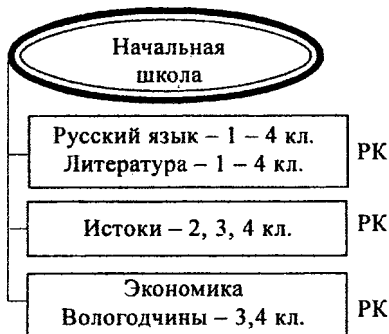 Начальная
школа
Русский язык – 1 – 4 кл.
Литература – 1 – 4 кл.
РК
Истоки – 2, 3, 4 кл.
РК
Экономика
Вологодчины – 3,4 кл.
РК